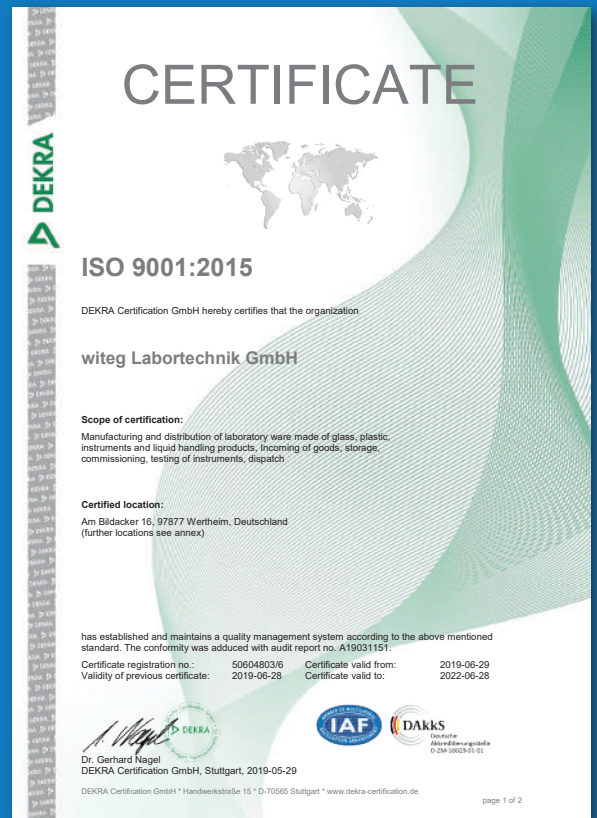 CERTIFICATE
DEKRA
ISO 9001:2015
DEKRA Certification GmbH hereby certifies that the organization
witeg Labortechnik GmbH
Scope of certification:
Manufacturing and distribution of laboratory ware made of glass, plastic,
instruments and liquid handling products, Incoming of goods, storage,
commissioning, testing of instruments, dispatch
Certified location:
Am Bildacker 16, 97877 Wertheim, Deutschland
(further locations see annex)
has established and maintains a quality management system according to the above mentioned
standard. The conformity was adduced with audit report no. A19031151.
Certificate registration no.: 50604803/6 Certificate valid from: 2019-06-29
Validity of previous certificate: 2019-06-28 Certificate valid to: 2022-06-28
DEKRA
IAF
DAkkS
Deutsche
Akkreditierungsstelle
D-ZM-16029-01-01
Dr. Gerhard Nagel
DEKRA Certification GmbH, Stuttgart, 2019-05-29
DEKRA Certification GmbH * Handwerkstraße 15 * D-70565 Stuttgart * www.dekra-certification.de
page 1 of 2